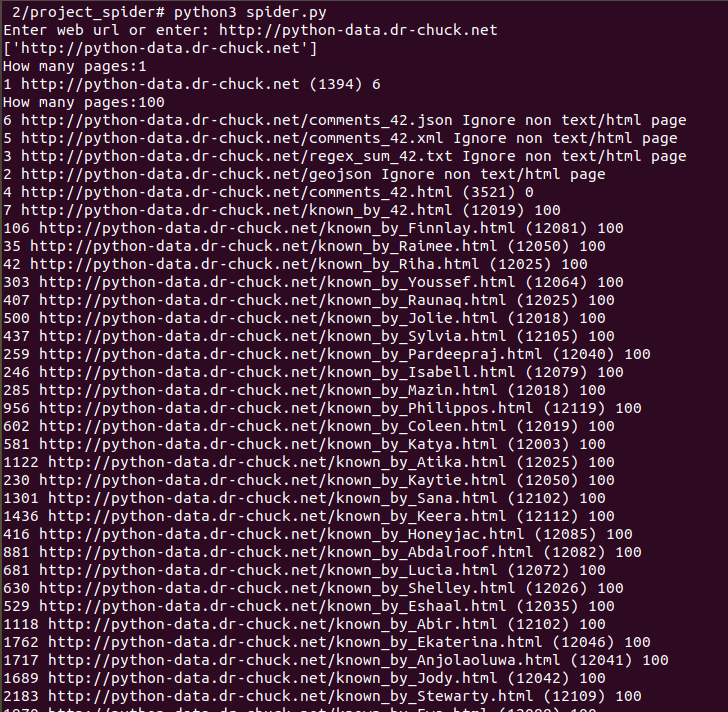 2/project_spider# python3 spider.py
Enter web url or enter: http://python-data.dr-chuck.net
['http://python-data.dr-chuck.net']
How many pages:1
1 http://python-data.dr-chuck.net (1394) 6
How many pages:100
6 http://python-data.dr-chuck.net/comments_42.json Ignore non text/html page
5 http://python-data.dr-chuck.net/comments_42.xml Ignore non text/html page
3 http://python-data.dr-chuck.net/regex_sum_42.txt Ignore non text/html page
2 http://python-data.dr-chuck.net/geojson Ignore non text/html page
4 http://python-data.dr-chuck.net/comments_42.html (3521) 0
7 http://python-data.dr-chuck.net/known_by_42.html (12019) 100
106 http://python-data.dr-chuck.net/known_by_Finnlay.html (12081) 100
35 http://python-data.dr-chuck.net/known_by_Raimee.html (12050) 100
42 http://python-data.dr-chuck.net/known_by_Riha.html (12025) 100
303 http://python-data.dr-chuck.net/known_by_Youssef.html (12064) 100
407 http://python-data.dr-chuck.net/known_by_Raunaq.html (12025) 100
500 http://python-data.dr-chuck.net/known_by_Jolie.html (12018) 100
437 http://python-data.dr-chuck.net/known_by_Sylvia.html (12105) 100
259 http://python-data.dr-chuck.net/known_by_Pardeepraj.html (12040) 100
246 http://python-data.dr-chuck.net/known_by_Isabell.html (12079) 100
285 http://python-data.dr-chuck.net/known_by_Mazin.html (12018) 100
956 http://python-data.dr-chuck.net/known_by_Philippos.html (12119) 100
602 http://python-data.dr-chuck.net/known_by_Coleen.html (12019) 100
581 http://python-data.dr-chuck.net/known_by_Katya.html (12003) 100
1122 http://python-data.dr-chuck.net/known_by_Atika.html (12025) 100
230 http://python-data.dr-chuck.net/known_by_Kaytie.html (12050) 100
1301 http://python-data.dr-chuck.net/known_by_Sana.html (12102) 100
1436 http://python-data.dr-chuck.net/known_by_Keera.html (12112) 100
416 http://python-data.dr-chuck.net/known_by_Honeyjac.html (12085) 100
881 http://python-data.dr-chuck.net/known_by_Abdalroof.html (12082) 100
681 http://python-data.dr-chuck.net/known_by_Lucia.html (12072) 100
630 http://python-data.dr-chuck.net/known_by_Shelley.html (12026) 100
529 http://python-data.dr-chuck.net/known_by_Eshaal.html (12035) 100
1118 http://python-data.dr-chuck.net/known_by_Abir.html (12102) 100
1762 http://python-data.dr-chuck.net/known_by_Ekaterina.html (12046) 100
1717 http://python-data.dr-chuck.net/known_by_Anjolaoluwa.html (12041) 100
1689 http://python-data.dr-chuck.net/known_by_Jody.html (12042) 100
2183 http://python-data.dr-chuck.net/known_by_Stewarty.html (12109) 100